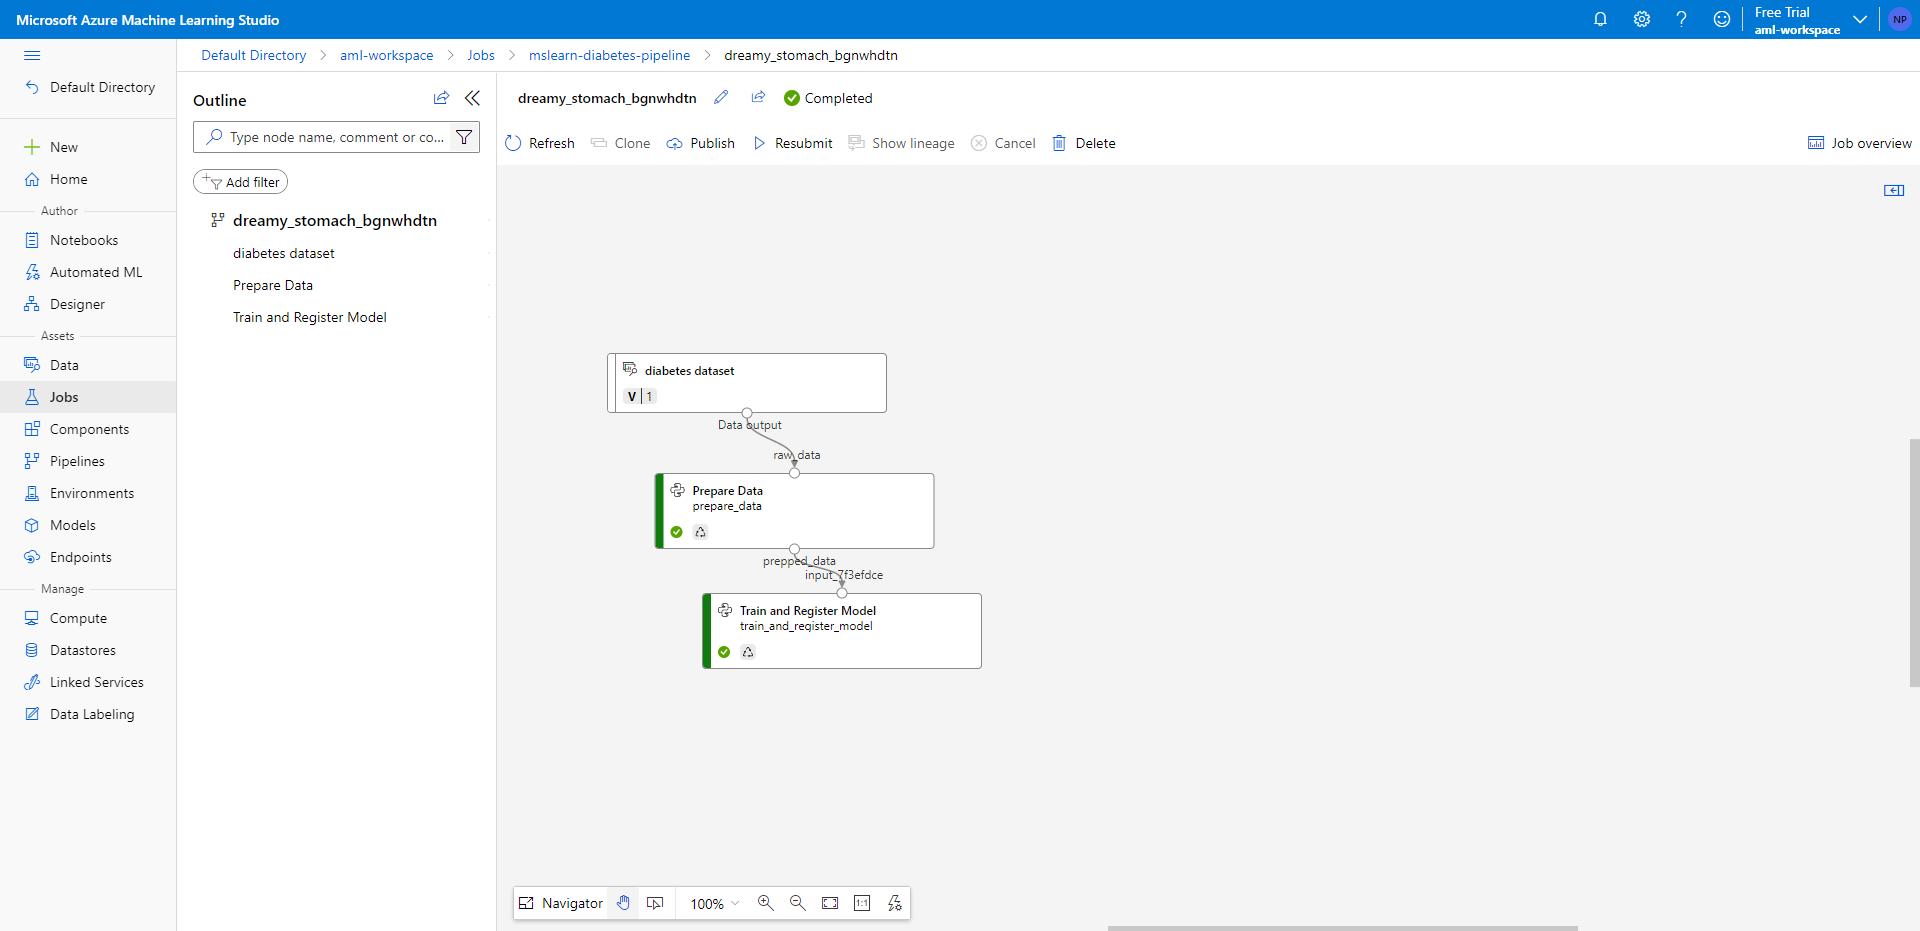 Microsoft Azure Machine Learning Studio
Free Trial
aml-workspace
NP
Default Directory
New
Home
Author
Notebooks
Automated ML
Designer
Assets
Data
Jobs
Components
Pipelines
Environments
Models
Endpoints
Manage
Compute
Datastores
Linked Services
Data Labeling
Default Directory > aml-workspace > Jobs > mslearn-diabetes-pipeline > dreamy_stomach_bgnwhdtn
Outline
Type node name, comment or co...
Add filter
dreamy_stomach_bgnwhdtn
diabetes dataset
Prepare Data
Train and Register Model
dreamy_stomach_bgnwhdtn Completed
Refresh Clone Publish Resubmit Show lineage Cancel Delete Job overview
diabetes dataset
V 1
Data output
raw_data
Prepare Data
prepare_data
prepped_data
input_7f3efdce
Train and Register Model
train_and_register_model
Navigator 100% 1:1